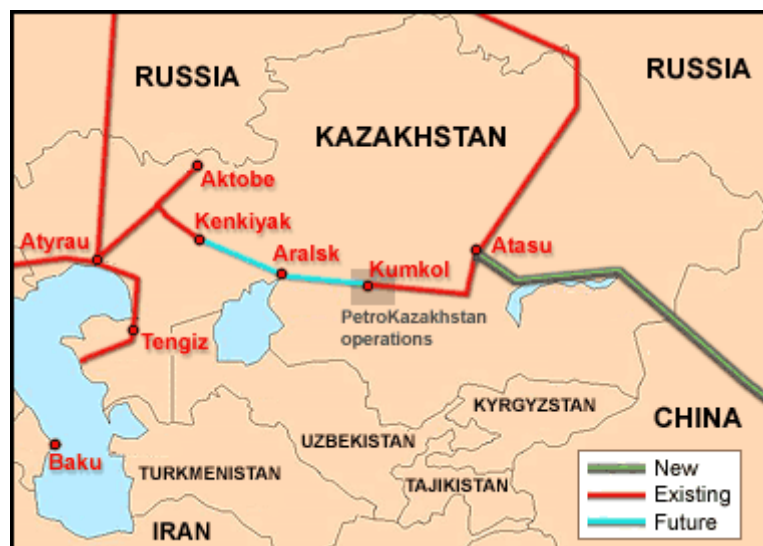 RUSSIA
RUSSIA
KAZAKHSTAN
Aktobe
Kenkiyak
Atyrau
Aralsk
Atasu
Kumkol
PetroKazakhstan
operations
Tengiz
KYRGYZSTAN
CHINA
UZBEKISTAN
Baku
TURKMENISTAN
TAJIKISTAN
IRAN
New
Existing
Future